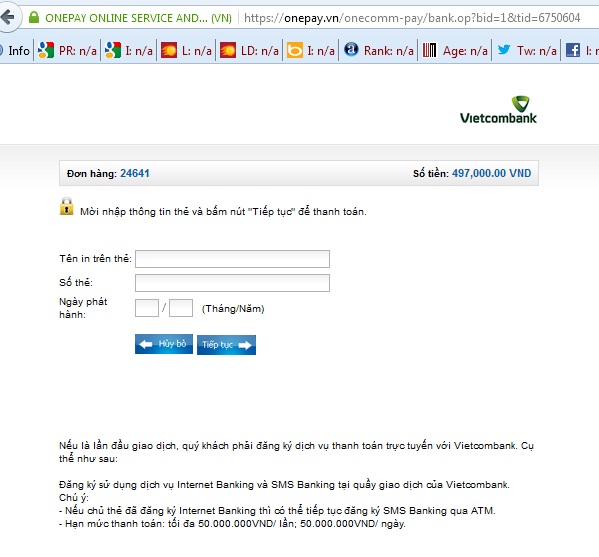 ONEPAY ONLINE SERVICE AND... (VN) https://onepay.vn/onecomm-pay/bank.op?bid=1&tid=6750604
Info PR: n/a I: n/a L: n/a LD: n/a I: n/a Rank: n/a Age: n/a Tw: n/a l: n
Vietcombank
Đơn hàng: 24641 Số tiền: 497,000.00 VND
Mời nhập thông tin thẻ và bấm nút "Tiếp tục" để thanh toán.
Tên in trên thẻ:
Số thẻ:
Ngày phát
hành: / (Tháng/Năm)
Hủy bỏ Tiếp tục
Nếu là lần đầu giao dịch, quý khách phải đăng ký dịch vụ thanh toán trực tuyến với Vietcombank. Cụ
thể như sau:
Đăng ký sử dụng dịch vụ Internet Banking và SMS Banking tại quầy giao dịch của Vietcombank.
Chú ý:
- Nếu chủ thẻ đã đăng ký Internet Banking thì có thể tiếp tục đăng ký SMS Banking qua ATM.
- Hạn mức thanh toán: tối đa 50.000.000VND/ lần; 50.000.000VND/ ngày.